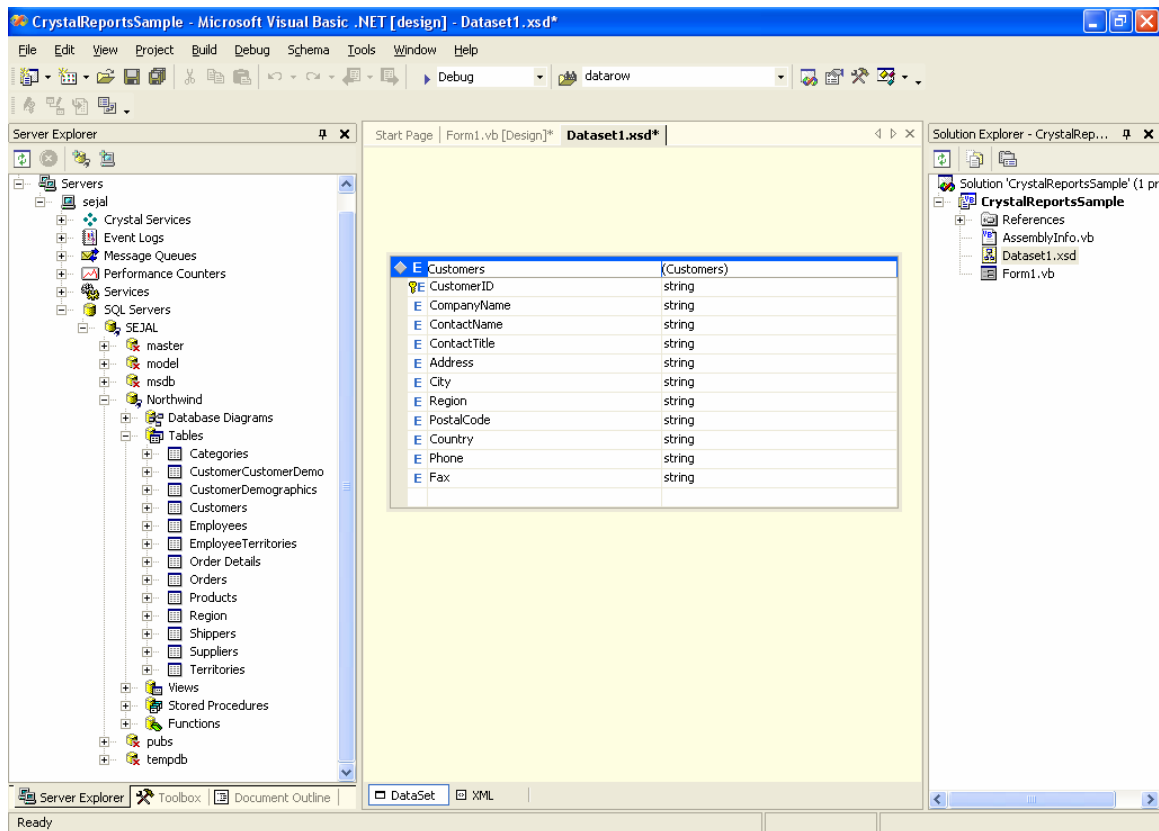 CrystalReportsSample - Microsoft Visual Basic .NET [design] - Dataset1.xsd*
File Edit View Project Build Debug Schema Tools Window Help
Debug datarow
Server Explorer
Start Page Form1.vb [Design]* Dataset1.xsd*
Solution Explorer - CrystalRep...
Servers
sejal
Crystal Services
Event Logs
Message Queues
Performance Counters
Services
SQL Servers
SEJAL
master
model
msdb
Northwind
Database Diagrams
Tables
Categories
CustomerCustomerDemo
CustomerDemographics
Customers
Employees
EmployeeTerritories
Order Details
Orders
Products
Region
Shippers
Suppliers
Territories
Views
Stored Procedures
Functions
pubs
tempdb
E Customers (Customers)
E CustomerID string
E CompanyName string
E ContactName string
E ContactTitle string
E Address string
E City string
E Region string
E PostalCode string
E Country string
E Phone string
E Fax string
Solution 'CrystalReportsSample' (1 pr
CrystalReportsSample
References
AssemblyInfo.vb
Dataset1.xsd
Form1.vb
Server Explorer Toolbox Document Outline
DataSet XML
Ready